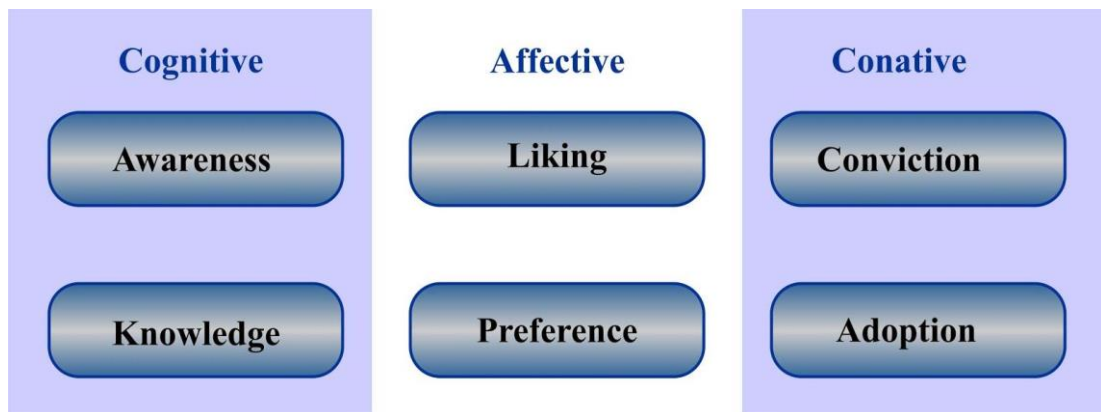 Cognitive
Affective
Conative
Awareness
Liking
Conviction
Knowledge
Preference
Adoption